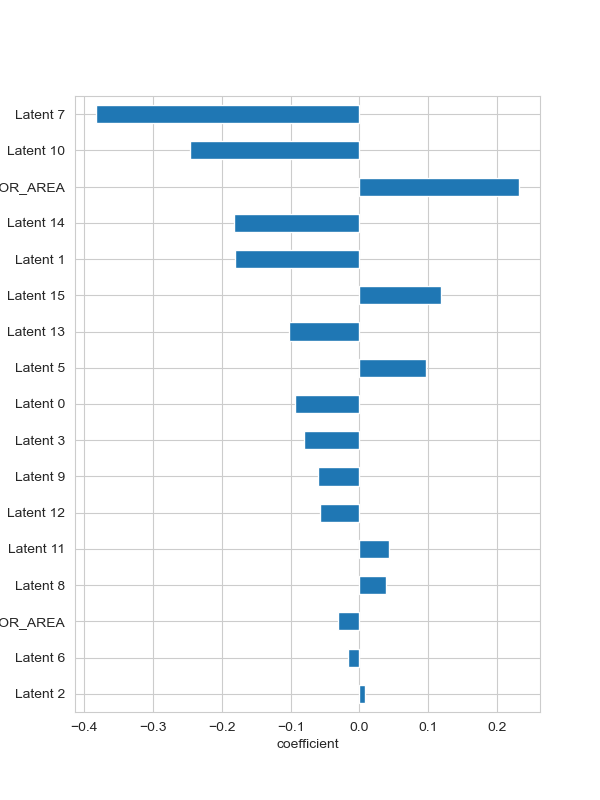 Latent 7
Latent 10
OR_AREA
Latent 14
Latent 1
Latent 15
Latent 13
Latent 5
Latent 0
Latent 3
Latent 9
Latent 12
Latent 11
Latent 8
OR_AREA
Latent 6
Latent 2
−0.4 −0.3 −0.2 −0.1 0.0 0.1 0.2
coefficient